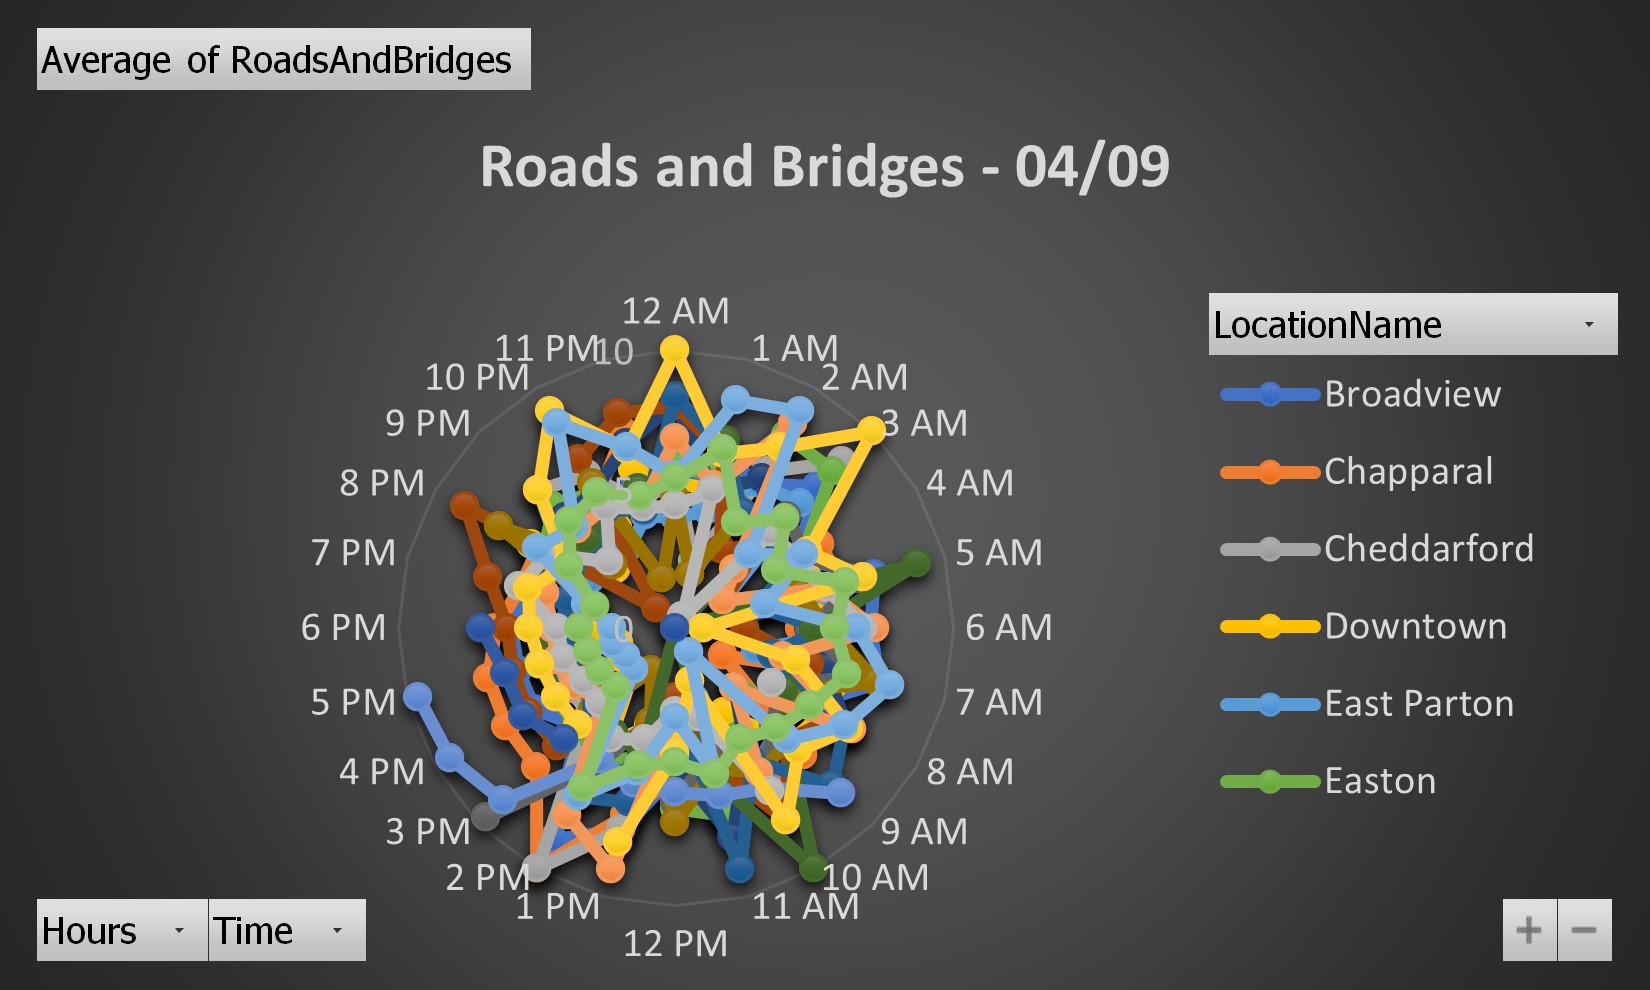 Average of RoadsAndBridges
Roads and Bridges - 04/09
12 AM
1 AM
2 AM
3 AM
4 AM
5 AM
6 AM
7 AM
8 AM
9 AM
10 AM
11 AM
12 PM
1 PM
2 PM
3 PM
4 PM
5 PM
6 PM
7 PM
8 PM
9 PM
10 PM
11 PM
10
5
0
LocationName
Broadview
Chapparal
Cheddarford
Downtown
East Parton
Easton
Hours
Time
+
−